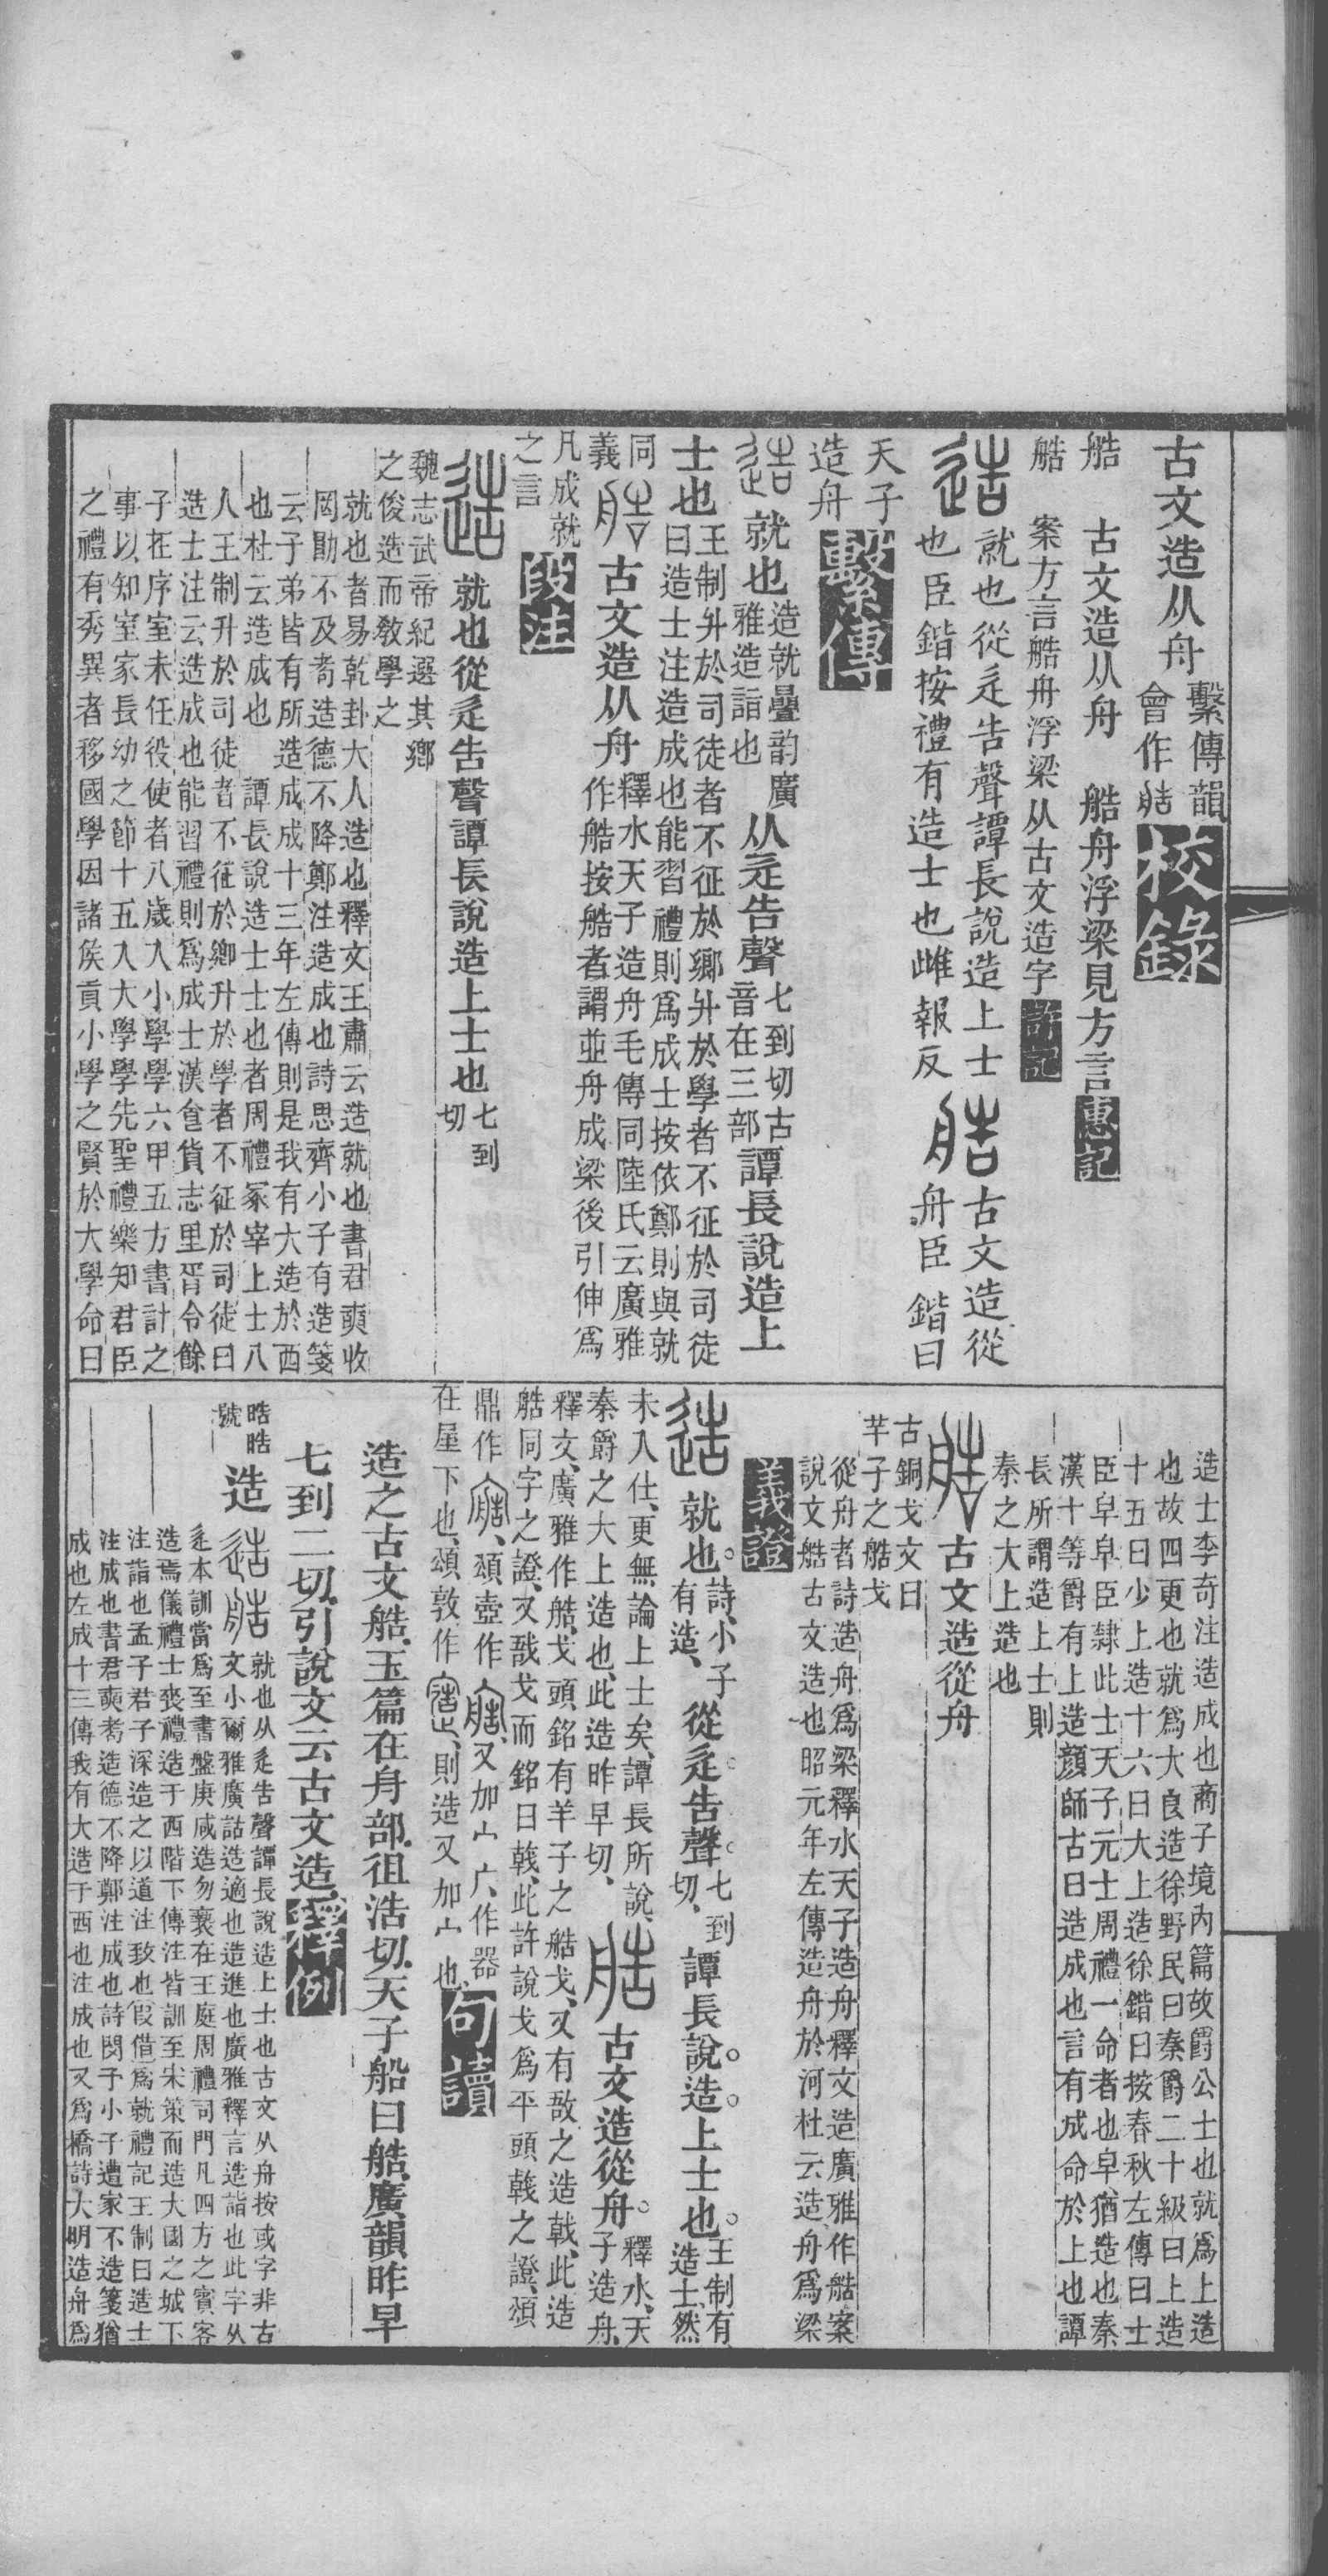 古文造从舟 繫傳韻
會作艁 校錄
艁 古文造从舟 艁舟浮梁見方言 惠記
艁 案方言艁舟浮梁从古文造字 許記
就也從辵告聲譚長說造上士 古文造從
也臣鍇按禮有造士也雌報反 舟臣鍇曰
天子
造舟 繫傳
就也 造就疊韵廣
雅造詣也 从辵告聲 七到切古
音在三部 譚長說造上
士也 王制升於司徒者不征於鄉升於學者不征於司徒
曰造士注造成也能習禮則爲成士按依鄭則與就
同
義 古文造从舟 釋水天子造舟毛傳同陸氏云廣雅
作艁按艁者謂並舟成梁後引伸爲
凡成就
之言 段注
就也從辵告聲譚長說造上士也 七到
切
魏志武帝紀選其鄉
之俊造而敎學之
就也者易乾卦大人造也釋文王肅云造就也書君奭收
罔勖不及耇造德不降鄭注造成也詩思齊小子有造箋
云子弟皆有所造成成十三年左傳則是我有大造於西
也杜云造成也 譚長說造士士也者周禮冢宰上士八
人王制升於司徒者不征於鄉升於學者不征於司徒曰
造士注云造成也能習禮則爲成士漢食貨志里胥令餘
子在序室未任役使者八歲入小學學六甲五方書計之
事以知室家長幼之節十五入大學學先聖禮樂知君臣
之禮有秀異者移國學因諸侯貢小學之賢於大學命曰
造士李奇注造成也商子境內篇故爵公士也就爲上造
也故四更也就爲大良造徐野民曰秦爵二十級曰上造
十五曰少上造十六曰大上造徐鍇曰按春秋左傳曰士
臣皁皁臣隸此士天子元士周禮一命者也皁猶造也秦
漢十等爵有上造顏師古曰造成也言有成命於上也譚
長所謂造上士則
秦之大上造也
古文造從舟
古銅戈文曰
芊子之艁戈
從舟者詩造舟爲梁釋水天子造舟釋文造廣雅作艁案
說文艁古文造也昭元年左傳造舟於河杜云造舟爲梁
義證
就也 詩小子
有造 從辵告聲 七到
切 譚長說造上士也 王制有
造士然
未入仕更無論上士矣譚長所說
秦爵之大上造也此造昨早切 古文造從舟 釋水天
子造舟
釋文廣雅作艁戈頭銘有羊子之艁戈又有敔之造戟此造
艁同字之證又戠戈而銘曰戟此許說戈爲平頭戟之證頌
鼎作 頌壺作 又加宀广作器
在屋下也頌敦作 則造又加宀也 句讀
造之古文艁玉篇在舟部徂浩切天子船曰艁廣韻昨早
七到二切引說文云古文造 釋例
晧晧
號 造 就也从辵告聲譚長說造上士也古文从舟按或字非古
文小爾雅廣詁造適也造進也廣雅釋言造詣也此字从
辵本訓當爲至書盤庚咸造勿褻在王庭周禮司門凡四方之賓客
造焉儀禮士喪禮造于西階下傳注皆訓至宋策而造大國之城下
注詣也孟子君子深造之以道注致也假借爲就禮記王制曰造士
注成也書君奭耇造德不降鄭注成也詩閔予小子遭家不造箋猶
成也左成十三傳我有大造于西也注成也又爲橋詩大明造舟爲